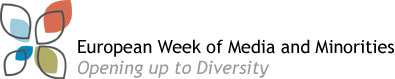 European Week of Media and Minorities
Opening up to Diversity